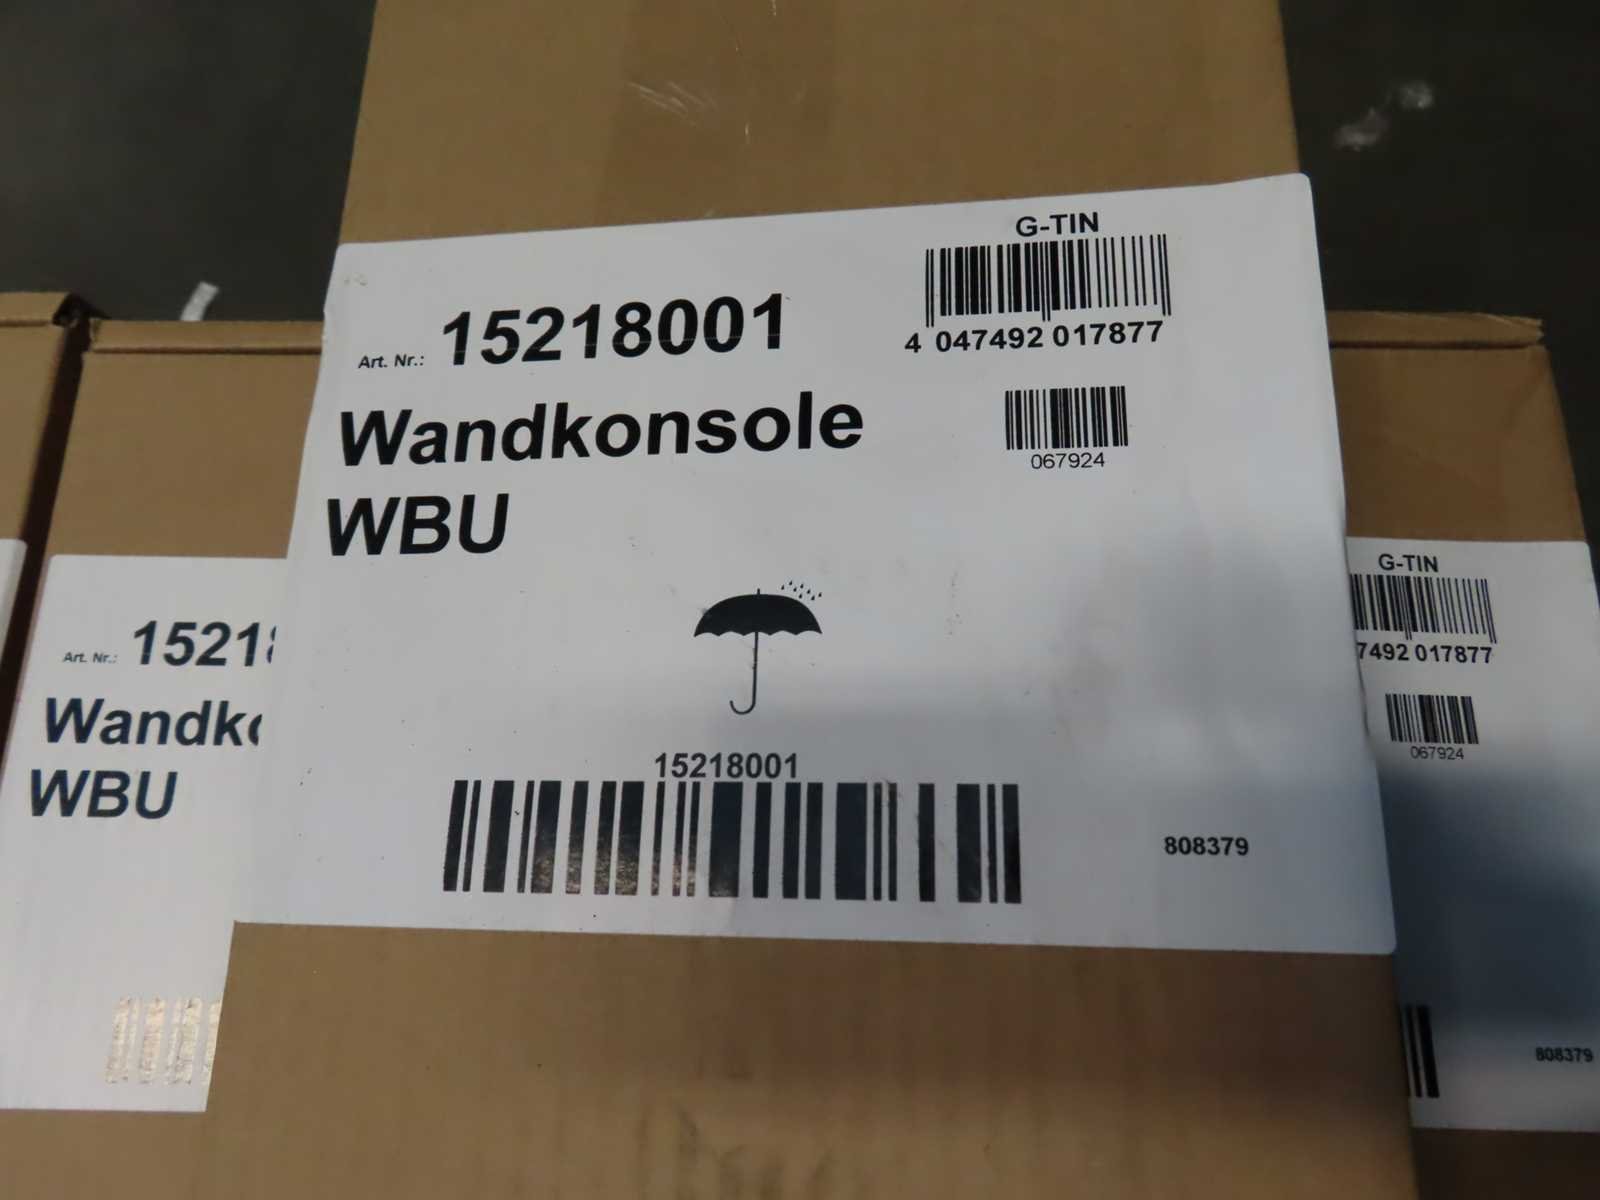 G-TIN
4 047492 017877
Art. Nr.: 15218001
Wandkonsole
WBU
067924
15218001
808379
Art. Nr.: 1521
Wandk
WBU
G-TIN
7492 017877
067924
808379